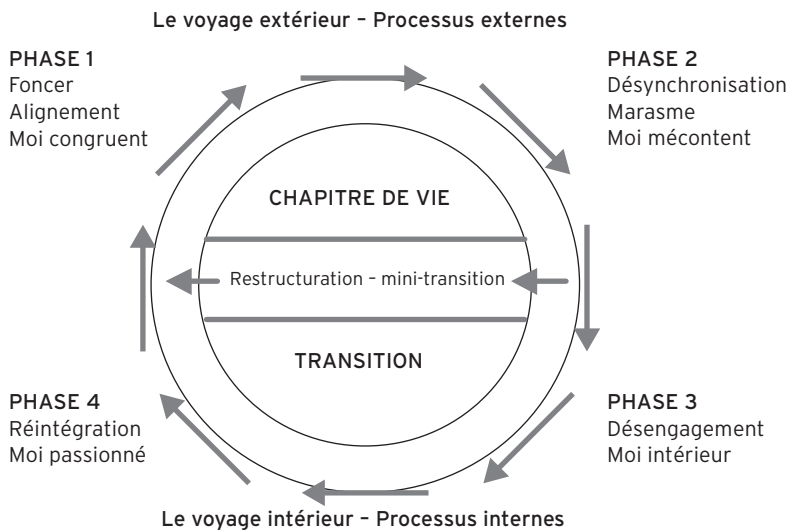 Le voyage extérieur – Processus externes
PHASE 1
Foncer
Alignement
Moi congruent
PHASE 2
Désynchronisation
Marasme
Moi mécontent
CHAPITRE DE VIE
Restructuration – mini-transition
TRANSITION
PHASE 4
Réintégration
Moi passionné
PHASE 3
Désengagement
Moi intérieur
Le voyage intérieur – Processus internes